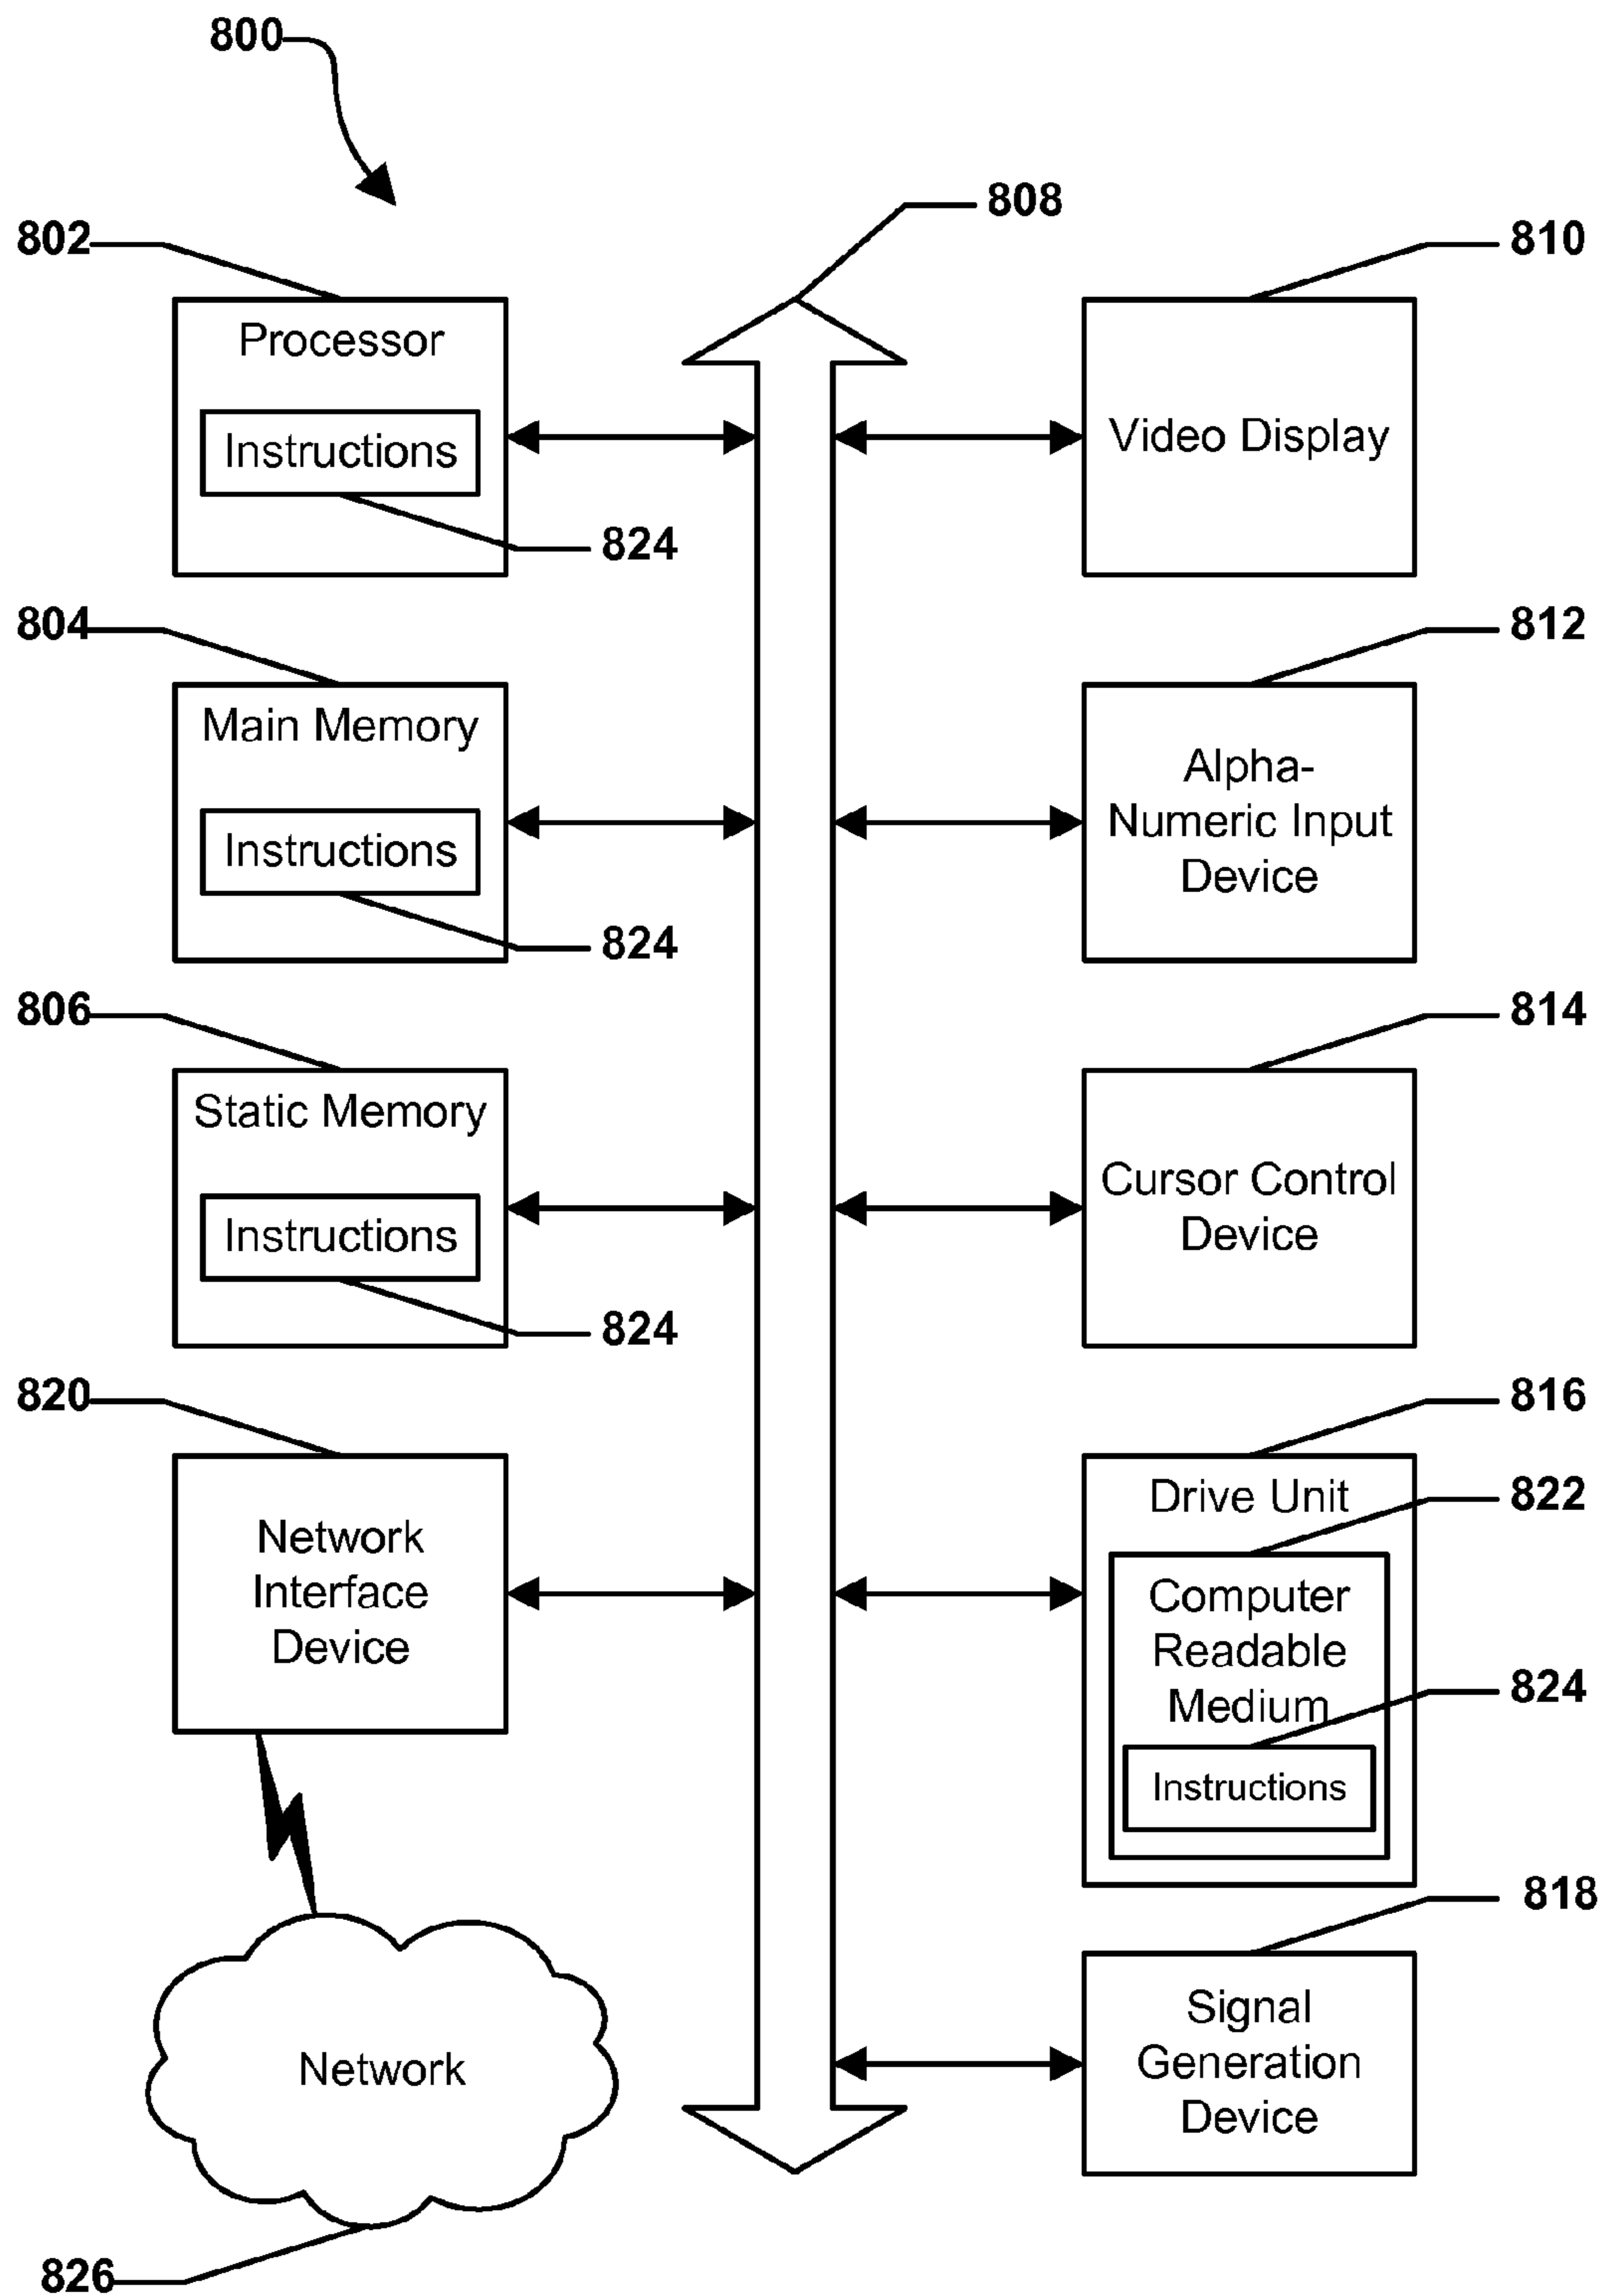 800
808
802
810
Processor
Instructions
824
Video Display
804
812
Main Memory
Instructions
824
Alpha-
Numeric Input
Device
806
814
Static Memory
Instructions
824
Cursor Control
Device
820
816
Network
Interface
Device
Drive Unit
822
Computer
Readable
Medium
824
Instructions
818
Signal
Generation
Device
Network
826